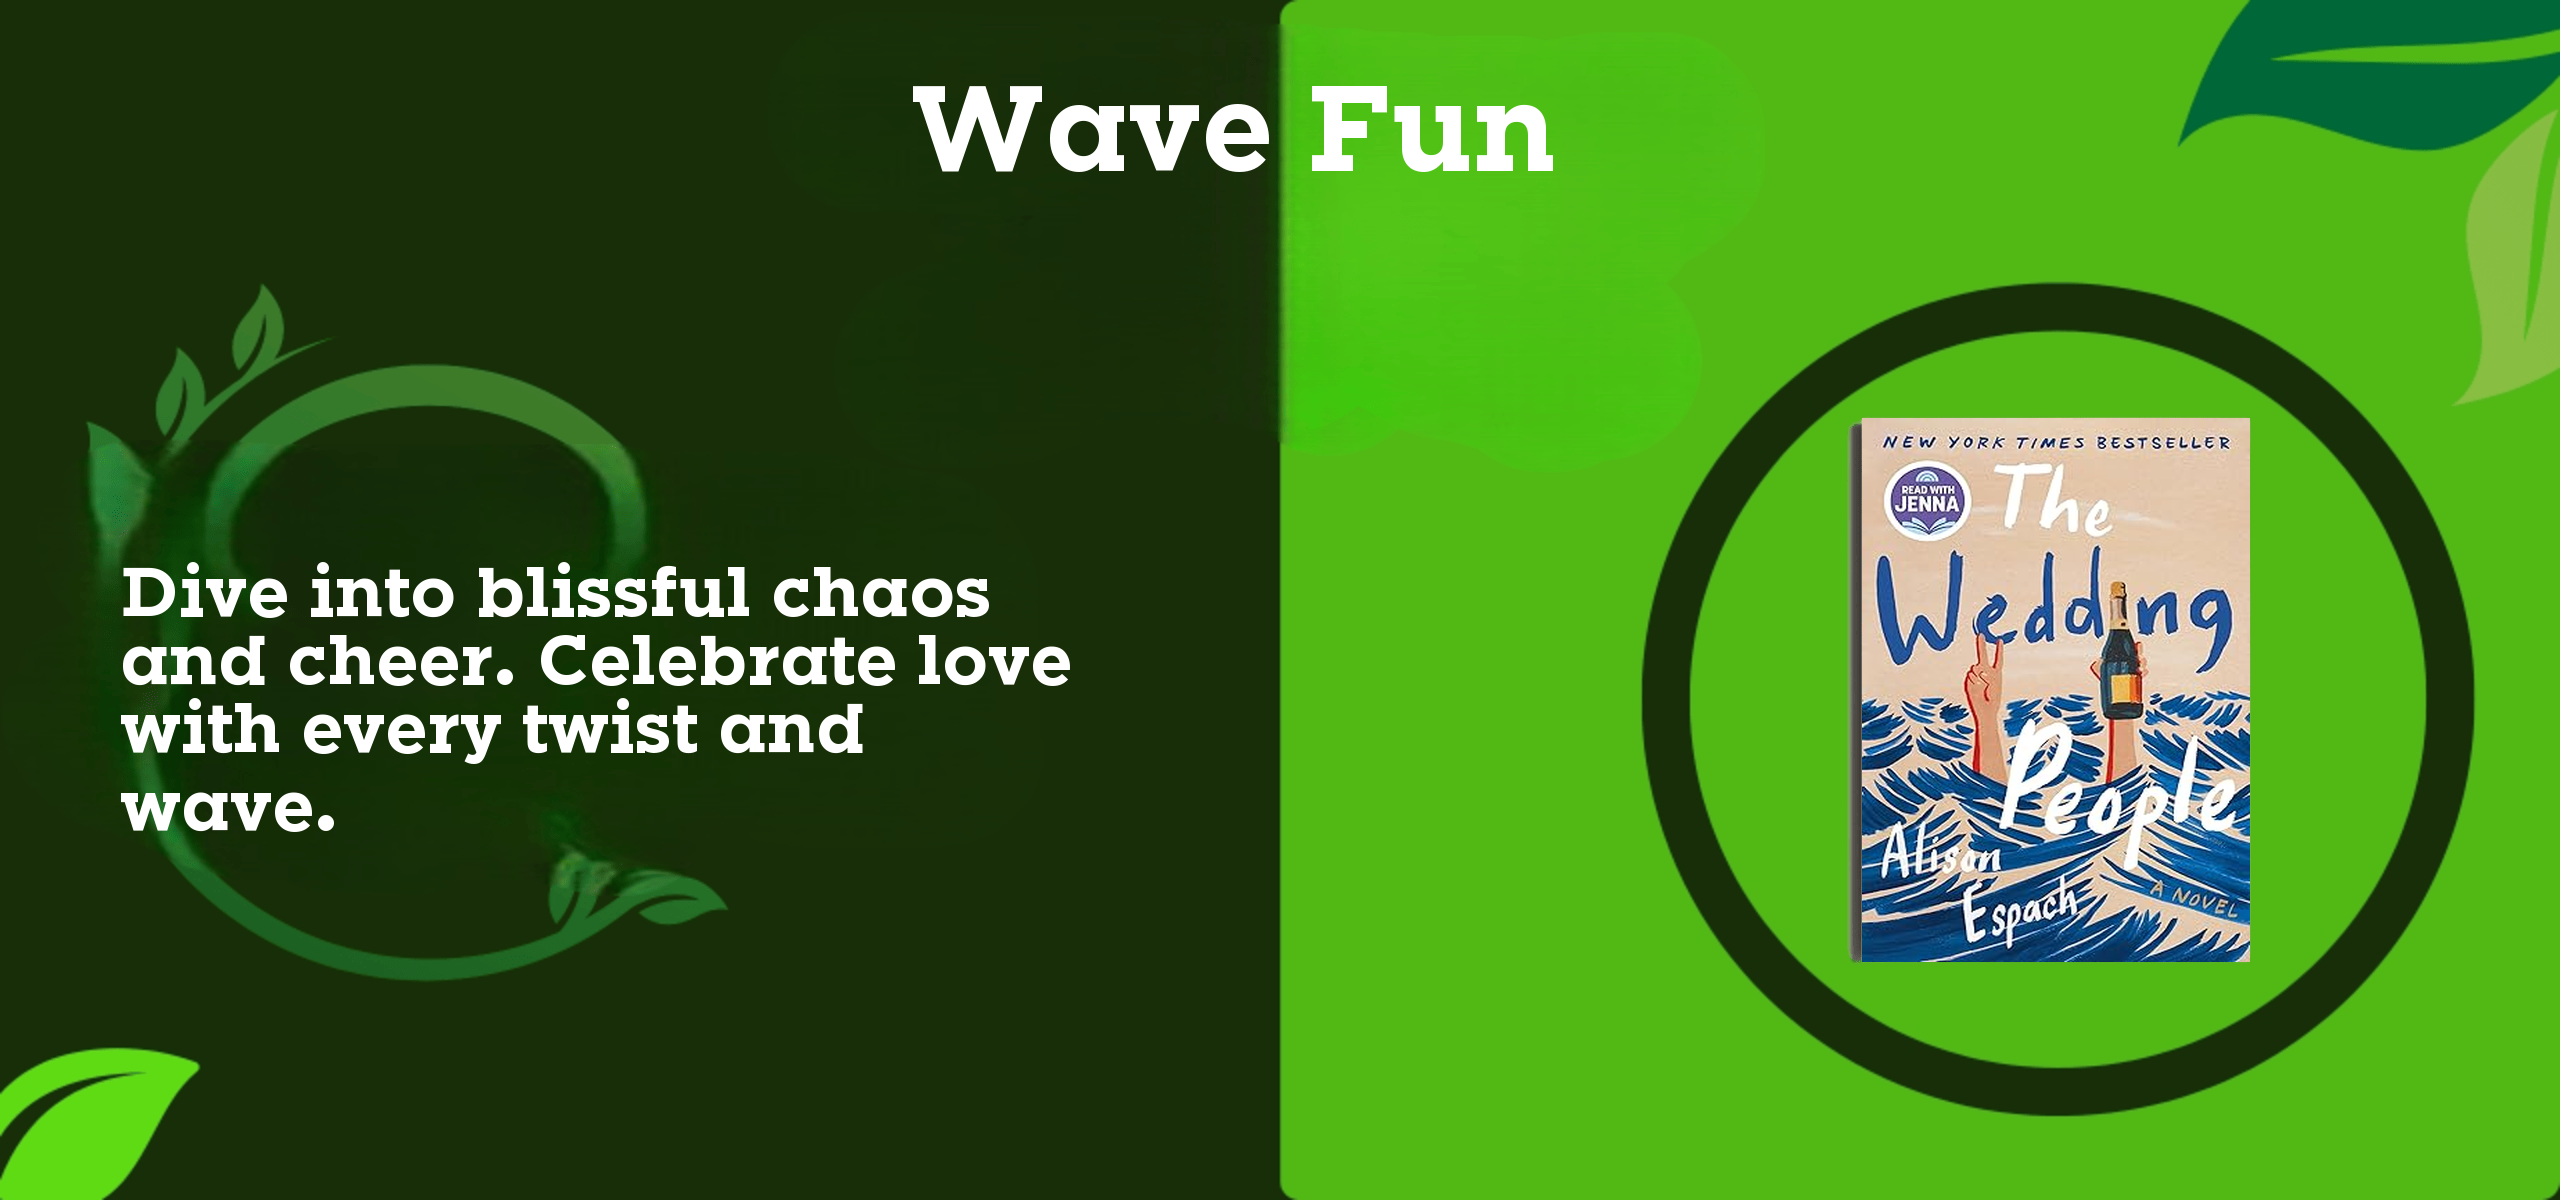 Wave Fun
Dive into blissful chaos
and cheer. Celebrate love
with every twist and
wave.
NEW YORK TIMES BESTSELLER
READ WITH
JENNA
The
Wedding
People
Alison
Espach
A NOVEL